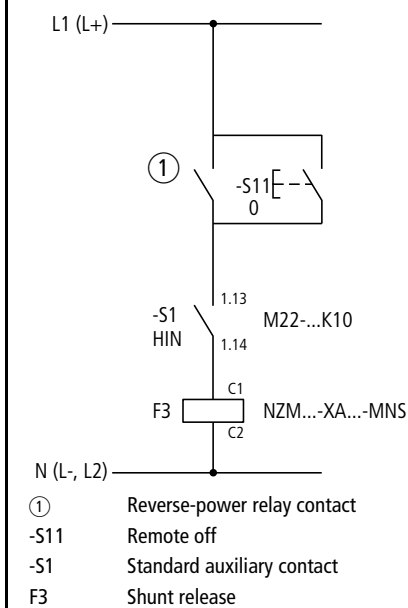 L1 (L+)
1
-S11
0
1.13
-S1
M22-...K10
HIN
1.14
C1
F3
NZM...-XA...-MNS
C2
N (L-, L2)
1 Reverse-power relay contact
-S11 Remote off
-S1 Standard auxiliary contact
F3 Shunt release